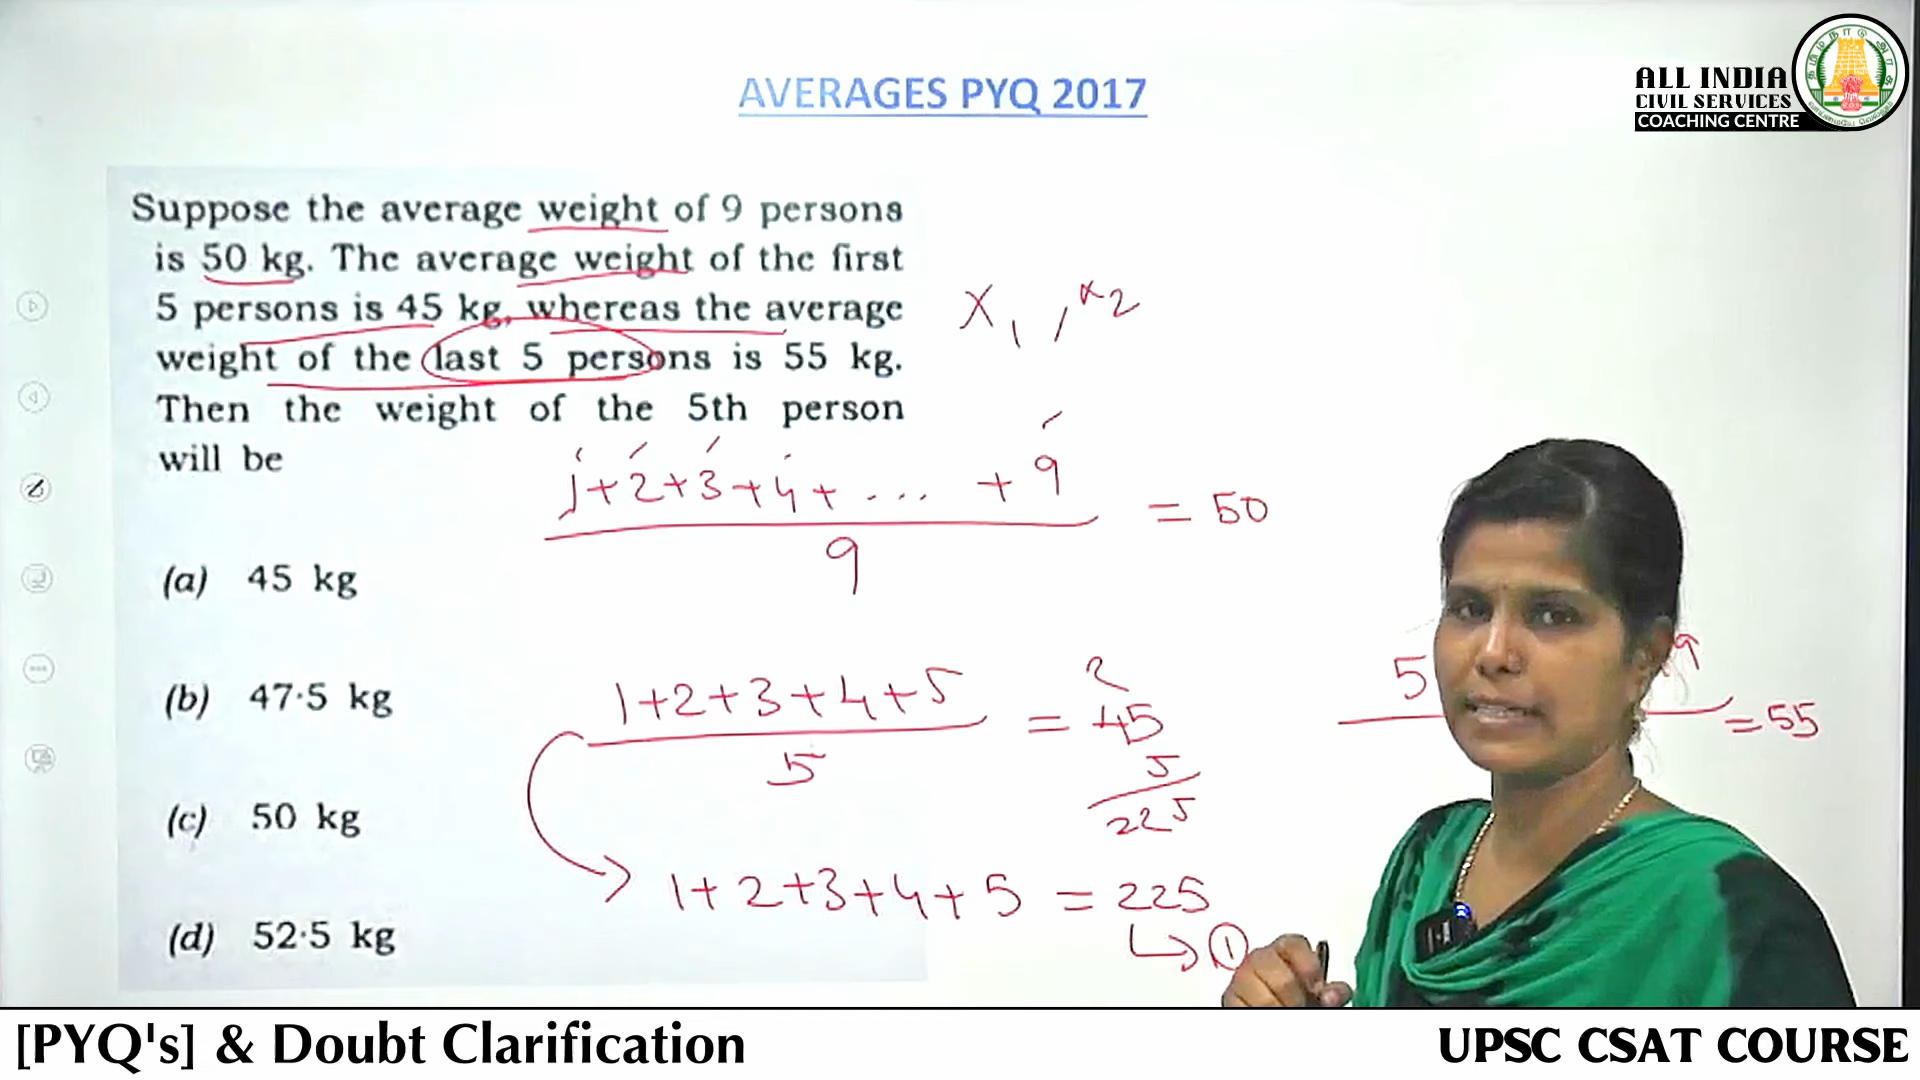 AVERAGES PYQ 2017
ALL INDIA
CIVIL SERVICES
COACHING CENTRE
Suppose the average weight of 9 persons
is 50 kg. The average weight of the first
5 persons is 45 kg, whereas the average
weight of the last 5 persons is 55 kg.
Then the weight of the 5th person
will be
(a) 45 kg
(b) 47·5 kg
(c) 50 kg
(d) 52·5 kg
X1, x2
1+2+3+4+ ... + 9
9
= 50
1+2+3+4+5
5
= 45
2
5
225
1+2+3+4+5 = 225
↳ ①
5
9
= 55
[PYQ's] & Doubt Clarification
UPSC CSAT COURSE